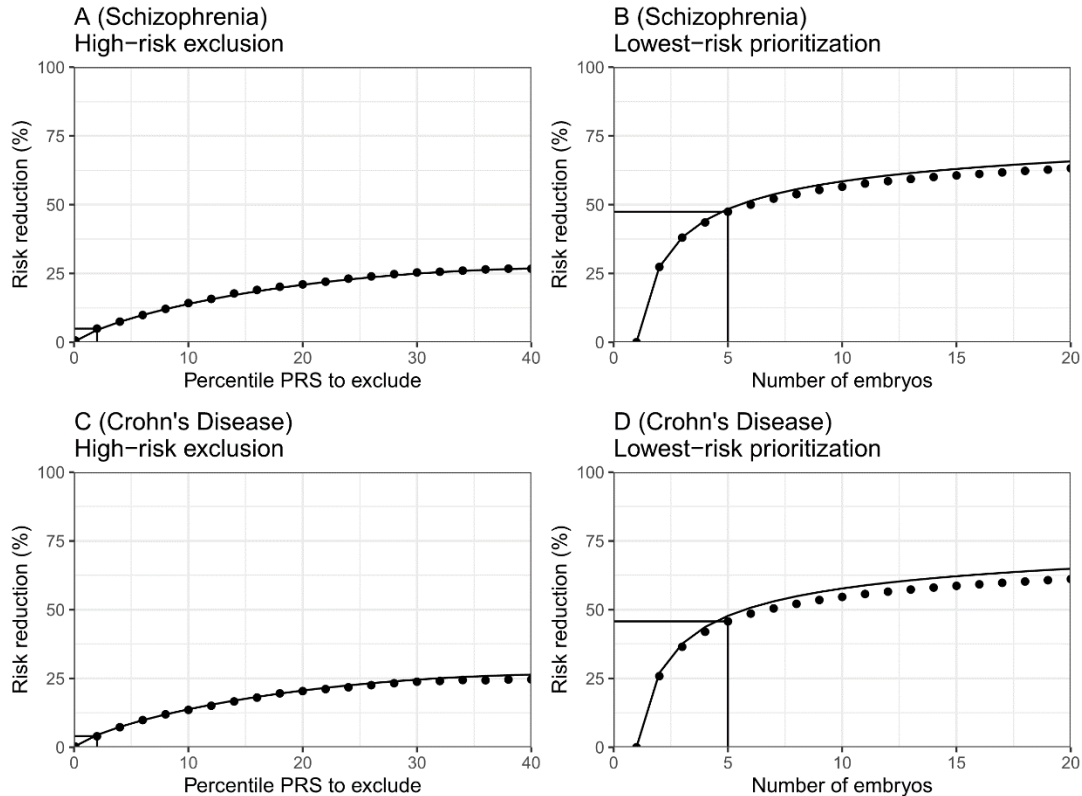 A (Schizophrenia)
High−risk exclusion
100
75
50
25
0
Risk reduction (%)
0 10 20 30 40
Percentile PRS to exclude
B (Schizophrenia)
Lowest−risk prioritization
100
75
50
25
0
Risk reduction (%)
0 5 10 15 20
Number of embryos
C (Crohn's Disease)
High−risk exclusion
100
75
50
25
0
Risk reduction (%)
0 10 20 30 40
Percentile PRS to exclude
D (Crohn's Disease)
Lowest−risk prioritization
100
75
50
25
0
Risk reduction (%)
0 5 10 15 20
Number of embryos